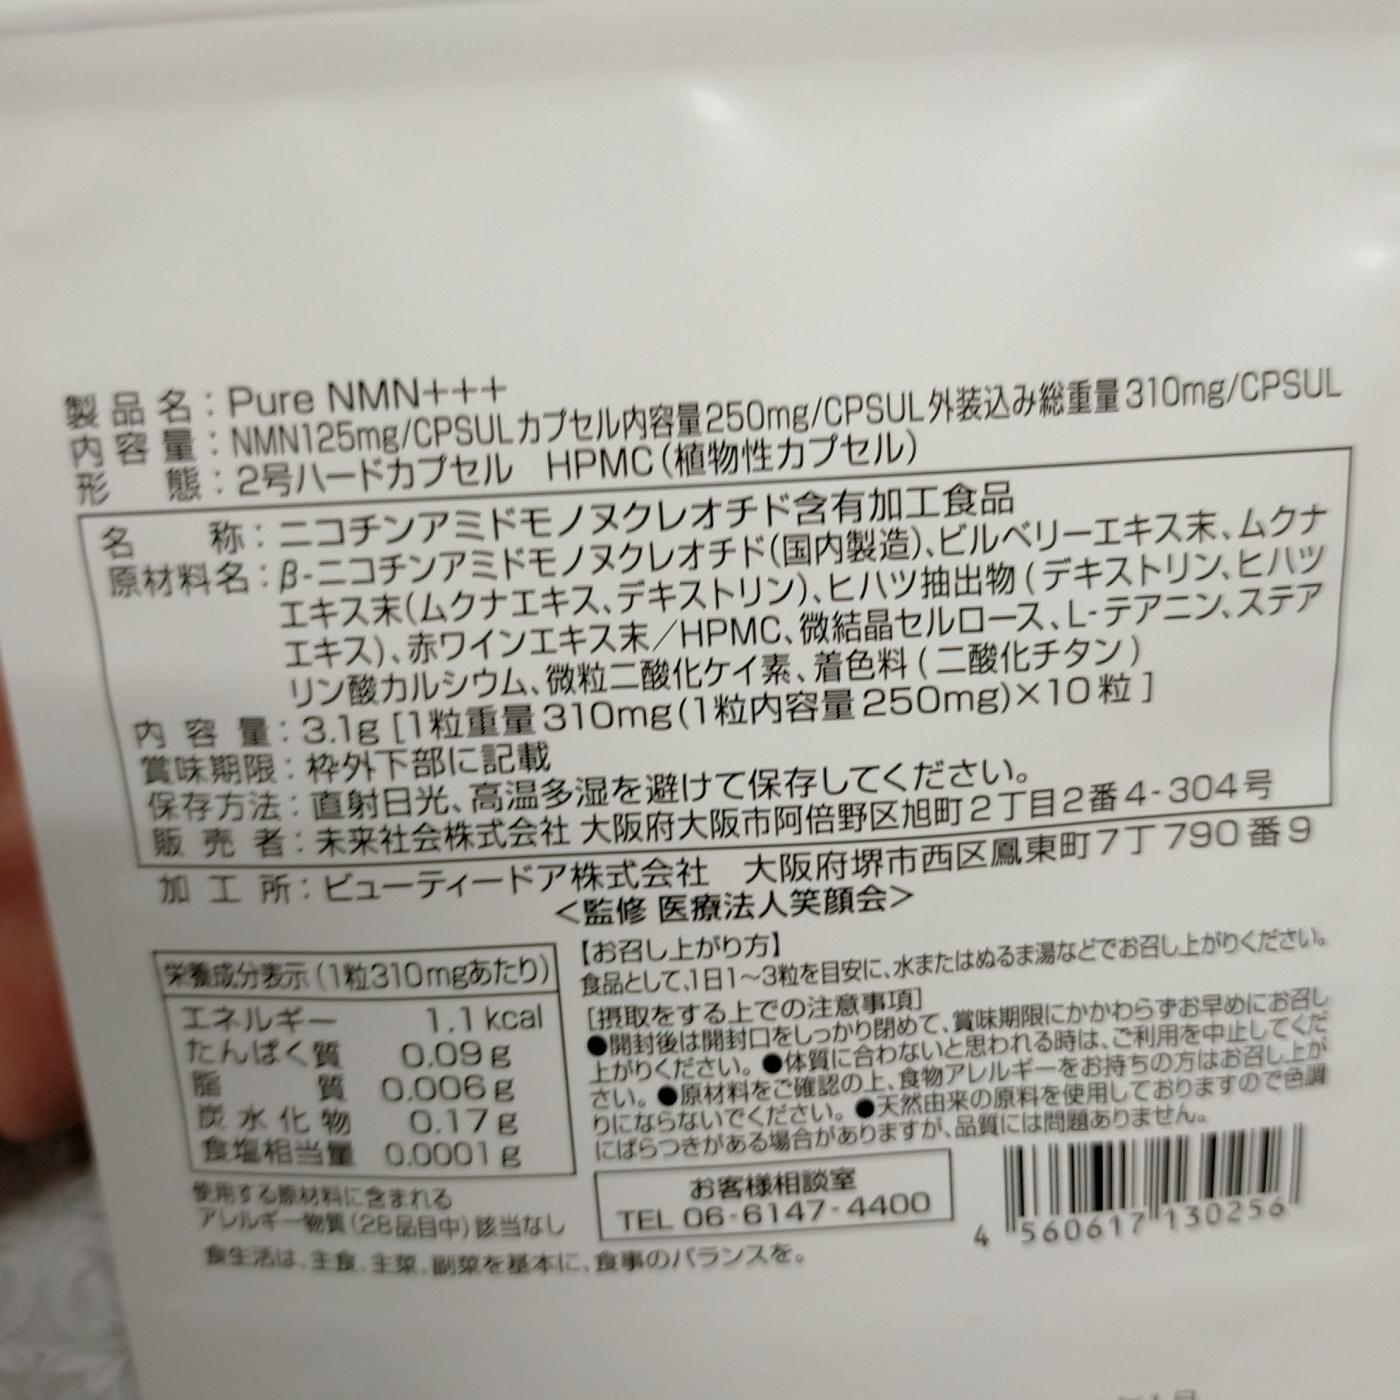 製品名：Pure NMN+++
内容量：NMN125mg/CPSULカプセル内容量250mg/CPSUL外装込み総重量310mg/CPSUL
形態：2号ハードカプセル HPMC(植物性カプセル)
名称：ニコチンアミドモノヌクレオチド含有加工食品
原材料名：β-ニコチンアミドモノヌクレオチド(国内製造)、ビルベリーエキス末、ムクナ
エキス末(ムクナエキス、デキストリン)、ヒハツ抽出物(デキストリン、ヒハツ
エキス)、赤ワインエキス末／HPMC、微結晶セルロース、L-テアニン、ステア
リン酸カルシウム、微粒二酸化ケイ素、着色料(二酸化チタン)
内容量：3.1g [1粒重量310mg(1粒内容量250mg)×10粒]
賞味期限：枠外下部に記載
保存方法：直射日光、高温多湿を避けて保存してください。
販売者：未来社会株式会社 大阪府大阪市阿倍野区旭町2丁目2番4-304号
加工所：ビューティードア株式会社 大阪府堺市西区鳳東町7丁790番9
＜監修 医療法人笑顔会＞
栄養成分表示(1粒310mgあたり)
エネルギー 1.1kcal
たんぱく質 0.09g
脂質 0.006g
炭水化物 0.17g
食塩相当量 0.0001g
使用する原材料に含まれる
アレルギー物質(28品目中)該当なし
【お召し上がり方】
食品として、1日1～3粒を目安に、水またはぬるま湯などでお召し上がりください。
[摂取をする上での注意事項]
●開封後は開封口をしっかり閉めて、賞味期限にかかわらずお早めにお召し
上がりください。●体質に合わないと思われる時は、ご利用を中止してくだ
さい。●原材料をご確認の上、食物アレルギーをお持ちの方はお召し上が
りにならないでください。●天然由来の原料を使用しておりますので色調
にばらつきがある場合がありますが、品質には問題ありません。
お客様相談室
TEL 06-6147-4400
4 560617 130256
食生活は、主食、主菜、副菜を基本に、食事のバランスを。